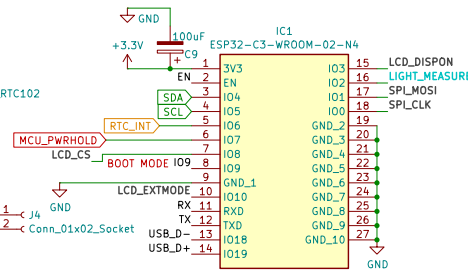 GND
100uF
C9
+3.3V
IC1
ESP32-C3-WROOM-02-N4
EN
1 3V3
2 EN
3 IO4
4 IO5
5 IO6
6 IO7
7 IO8
8 IO9
9 GND_1
10 IO10
11 RXD
12 TXD
13 IO18
14 IO19
IO3 15
IO2 16
IO1 17
IO0 18
GND_2 19
GND_3 20
GND_4 21
GND_5 22
GND_6 23
GND_7 24
GND_8 25
GND_9 26
GND_10 27
LCD_DISPON
LIGHT_MEASURE
SPI_MOSI
SPI_CLK
RTC102
SDA
SCL
RTC_INT
MCU_PWRHOLD
LCD_CS
BOOT MODE IO9
LCD_EXTMODE
RX
TX
USB_D-
USB_D+
GND
1
2
J4
Conn_01x02_Socket
GND